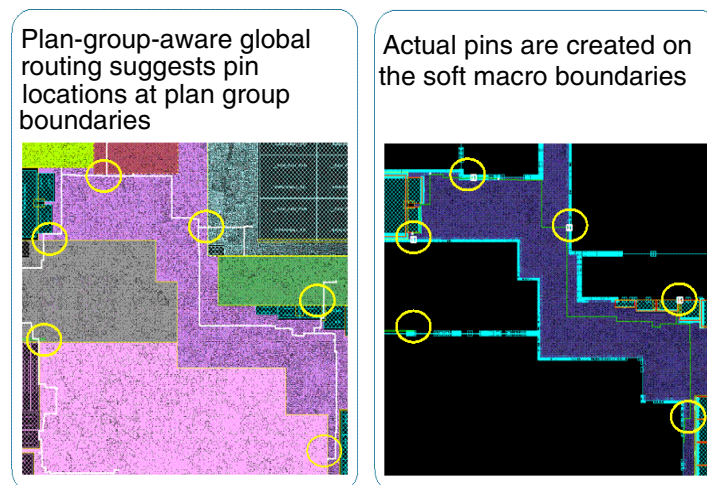 Plan-group-aware global
routing suggests pin
locations at plan group
boundaries
Actual pins are created on
the soft macro boundaries